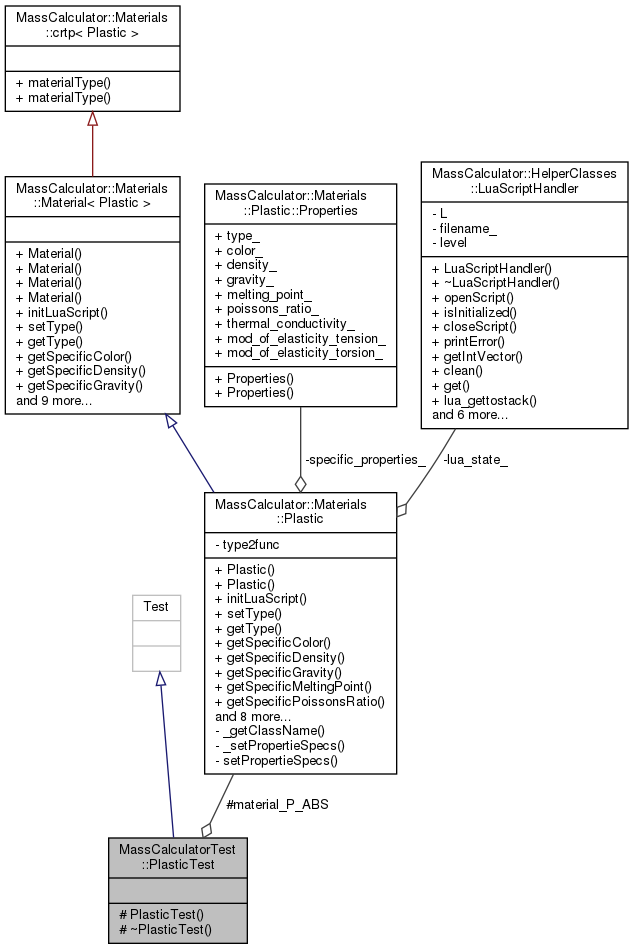 MassCalculator::Materials
::crtp< Plastic >
+ materialType()
+ materialType()
MassCalculator::Materials
::Material< Plastic >
+ Material()
+ Material()
+ Material()
+ Material()
+ initLuaScript()
+ setType()
+ getType()
+ getSpecificColor()
+ getSpecificDensity()
+ getSpecificGravity()
and 9 more...
MassCalculator::Materials
::Plastic::Properties
+ type_
+ color_
+ density_
+ gravity_
+ melting_point_
+ poissons_ratio_
+ thermal_conductivity_
+ mod_of_elasticity_tension_
+ mod_of_elasticity_torsion_
+ Properties()
+ Properties()
MassCalculator::HelperClasses
::LuaScriptHandler
- L
- filename_
- level
+ LuaScriptHandler()
+ ~LuaScriptHandler()
+ openScript()
+ isInitialized()
+ closeScript()
+ printError()
+ getIntVector()
+ clean()
+ get()
+ lua_gettostack()
and 6 more...
-specific_properties_
-lua_state_
MassCalculator::Materials
::Plastic
- type2func
+ Plastic()
+ Plastic()
+ initLuaScript()
+ setType()
+ getType()
+ getSpecificColor()
+ getSpecificDensity()
+ getSpecificGravity()
+ getSpecificMeltingPoint()
+ getSpecificPoissonsRatio()
and 8 more...
- _getClassName()
- _setPropertieSpecs()
- setPropertieSpecs()
Test
#material_P_ABS
MassCalculatorTest
::PlasticTest
# PlasticTest()
# ~PlasticTest()